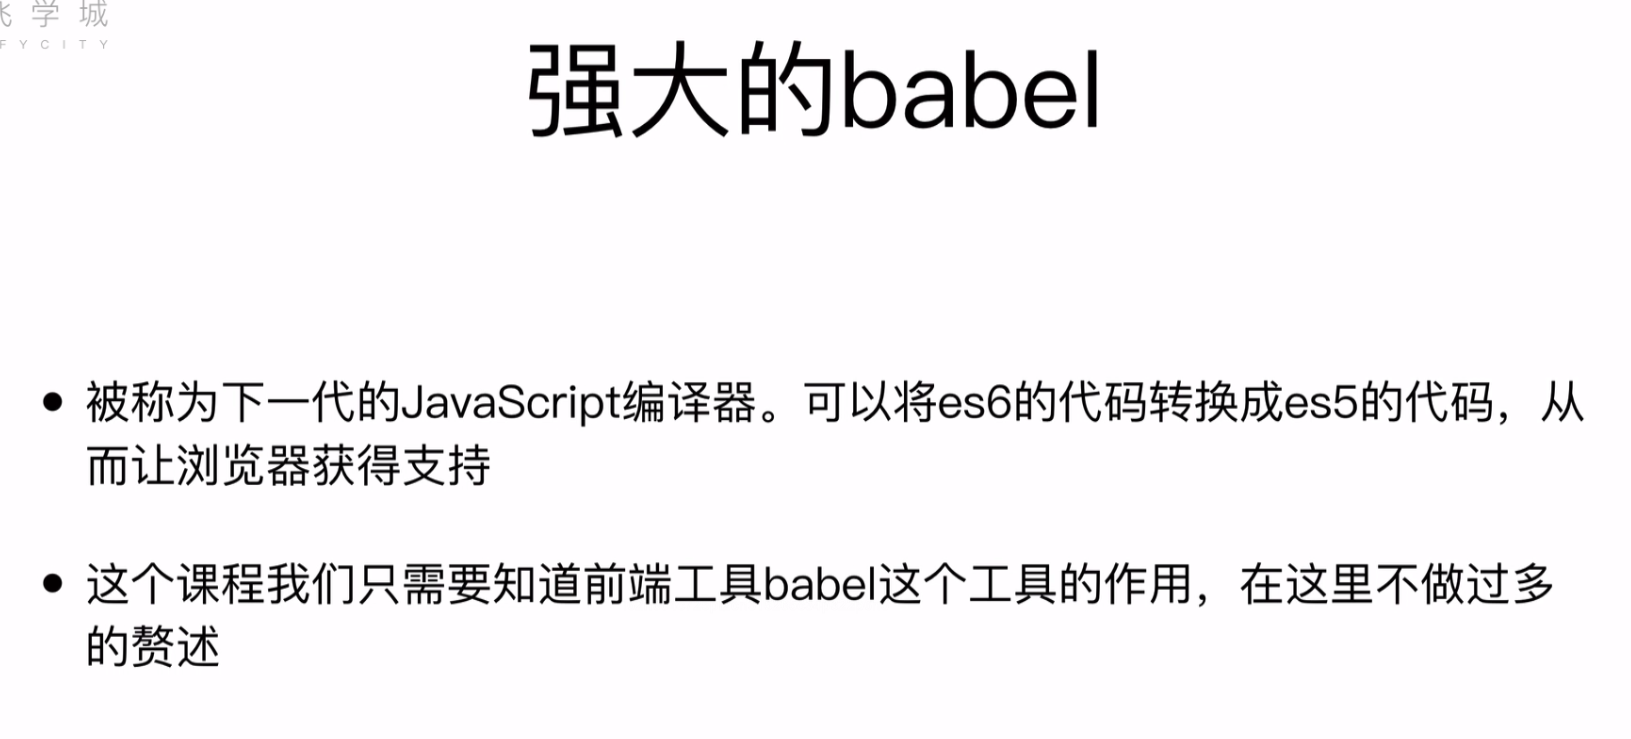 学城
FYCITY
强大的babel
被称为下一代的JavaScript编译器。可以将es6的代码转换成es5的代码，从
而让浏览器获得支持
这个课程我们只需要知道前端工具babel这个工具的作用，在这里不做过多
的赘述